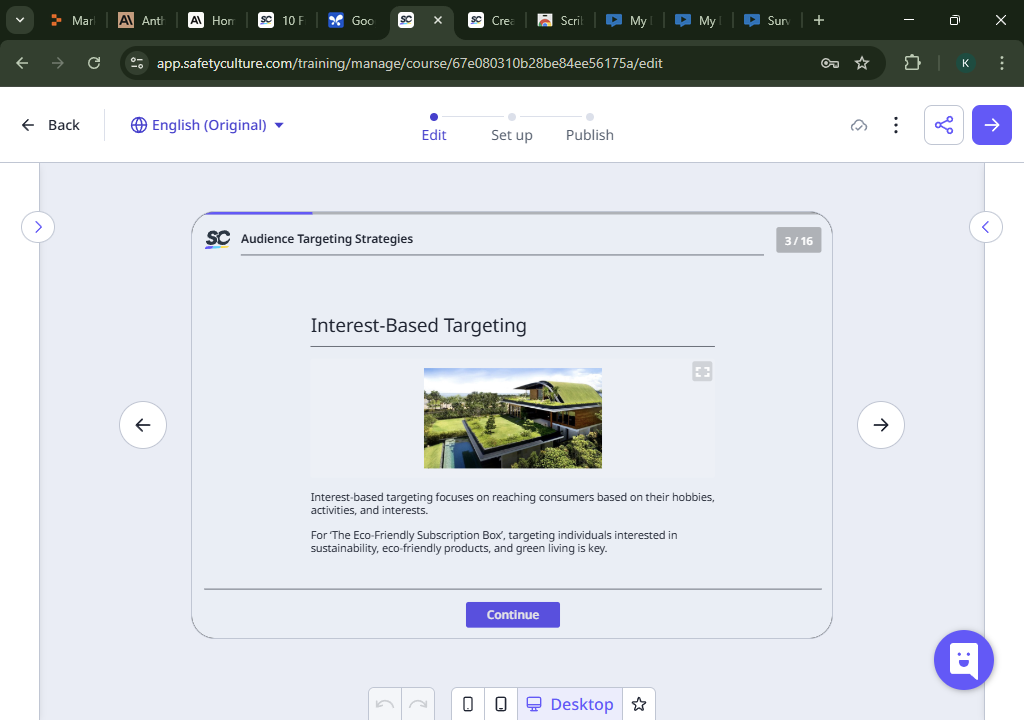 Mar
Anth
Hom
10 F
Goo
Crea
Scri
My
My
Surv
app.safetyculture.com/training/manage/course/67e080310b28be84ee56175a/edit
K
Back
English (Original)
Edit
Set up
Publish
SC
Audience Targeting Strategies
3 / 16
Interest-Based Targeting
Interest-based targeting focuses on reaching consumers based on their hobbies,
activities, and interests.
For ‘The Eco-Friendly Subscription Box’, targeting individuals interested in
sustainability, eco-friendly products, and green living is key.
Continue
Desktop